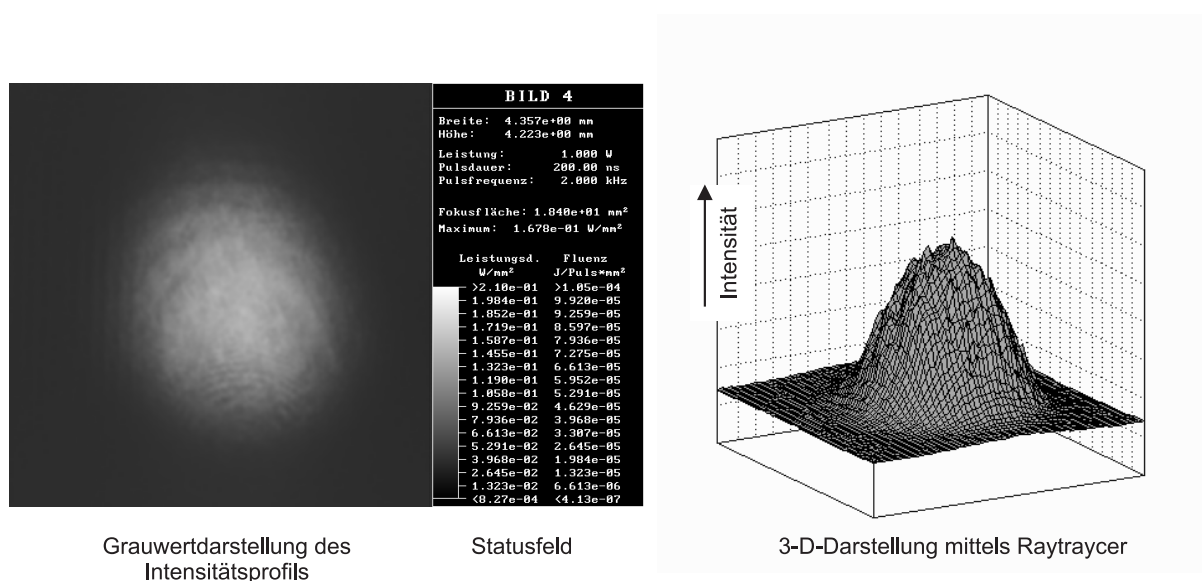 BILD 4
Breite: 4.357e+00 mm
Höhe: 4.223e+00 mm
Leistung: 1.000 W
Pulsdauer: 200.00 ns
Pulsfrequenz: 2.000 kHz
Fokusfläche: 1.840e+01 mm²
Maximum: 1.678e-01 W/mm²
Leistungsd. Fluenz
W/mm² J/Puls*mm²
>2.10e-01 >1.05e-04
1.984e-01 9.920e-05
1.852e-01 9.259e-05
1.719e-01 8.597e-05
1.587e-01 7.936e-05
1.455e-01 7.275e-05
1.323e-01 6.613e-05
1.190e-01 5.952e-05
1.058e-01 5.291e-05
9.259e-02 4.629e-05
7.936e-02 3.968e-05
6.613e-02 3.307e-05
5.291e-02 2.645e-05
3.968e-02 1.984e-05
2.645e-02 1.323e-05
1.323e-02 6.613e-06
<8.27e-04 <4.13e-07
Intensität
Grauwertdarstellung des
Intensitätsprofils
Statusfeld
3-D-Darstellung mittels Raytraycer